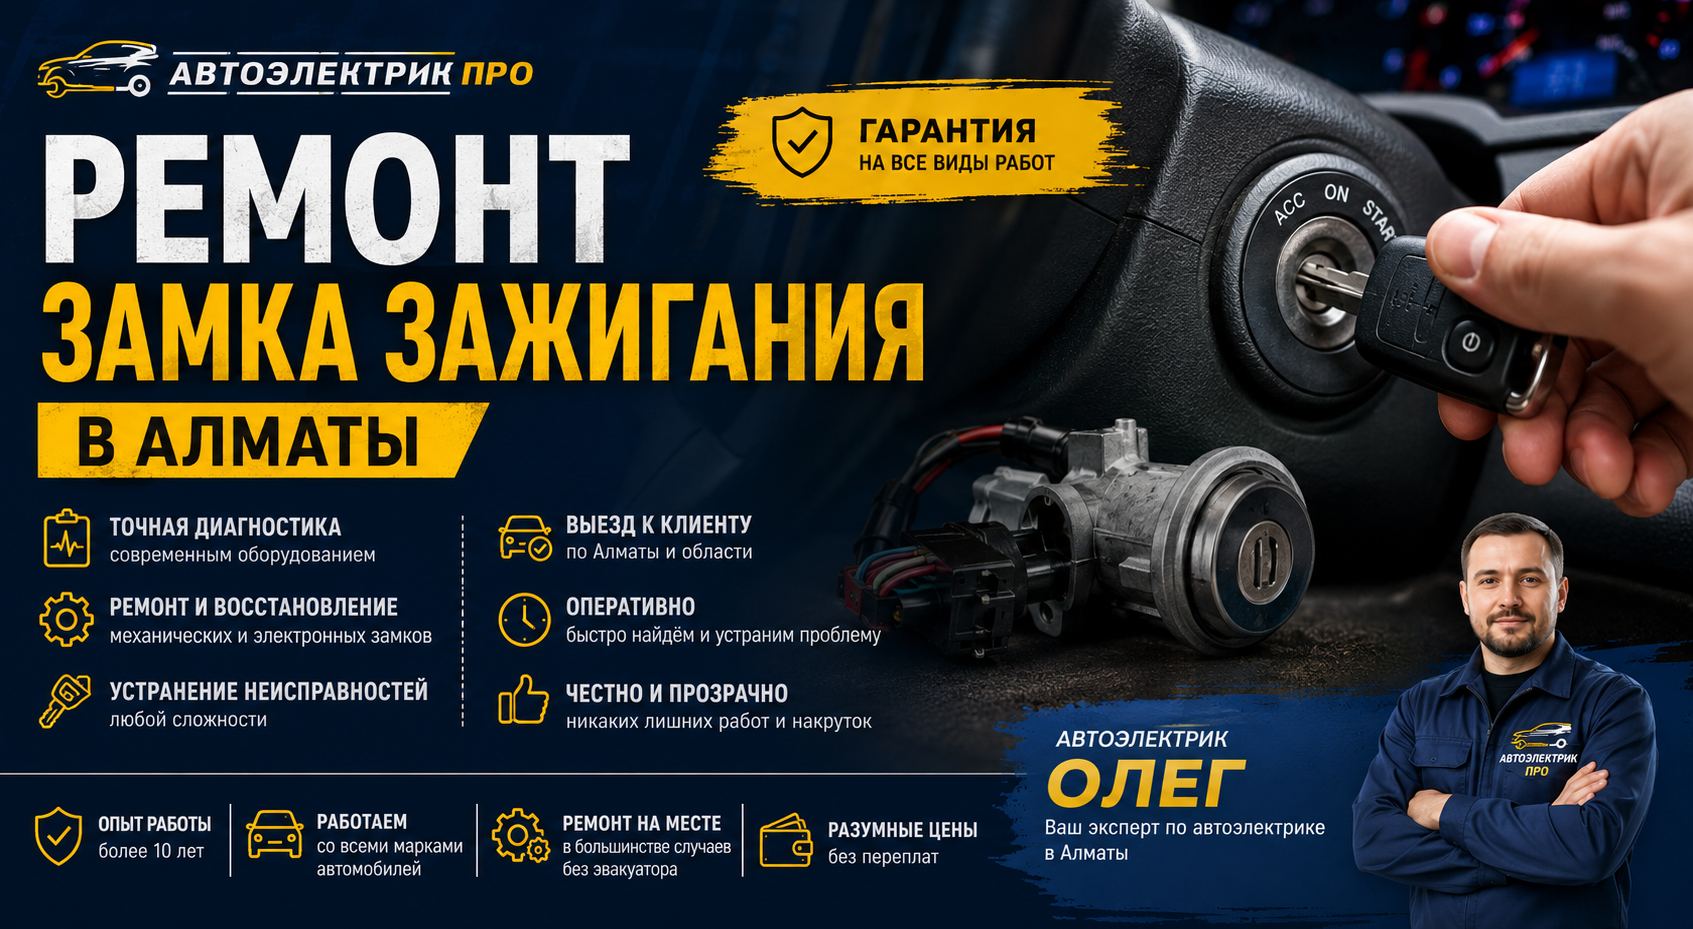 АВТОЭЛЕКТРИК ПРО
РЕМОНТ
ЗАМКА ЗАЖИГАНИЯ
В АЛМАТЫ
ГАРАНТИЯ
НА ВСЕ ВИДЫ РАБОТ
ACC ON START
ТОЧНАЯ ДИАГНОСТИКА
современным оборудованием
РЕМОНТ И ВОССТАНОВЛЕНИЕ
механических и электронных замков
УСТРАНЕНИЕ НЕИСПРАВНОСТЕЙ
любой сложности
ВЫЕЗД К КЛИЕНТУ
по Алматы и области
ОПЕРАТИВНО
быстро найдём и устраним проблему
ЧЕСТНО И ПРОЗРАЧНО
никаких лишних работ и накруток
ОПЫТ РАБОТЫ
более 10 лет
РАБОТАЕМ
со всеми марками
автомобилей
РЕМОНТ НА МЕСТЕ
в большинстве случаев
без эвакуатора
РАЗУМНЫЕ ЦЕНЫ
без переплат
АВТОЭЛЕКТРИК
ОЛЕГ
Ваш эксперт по автоэлектрике
в Алматы
АВТОЭЛЕКТРИК
ПРО